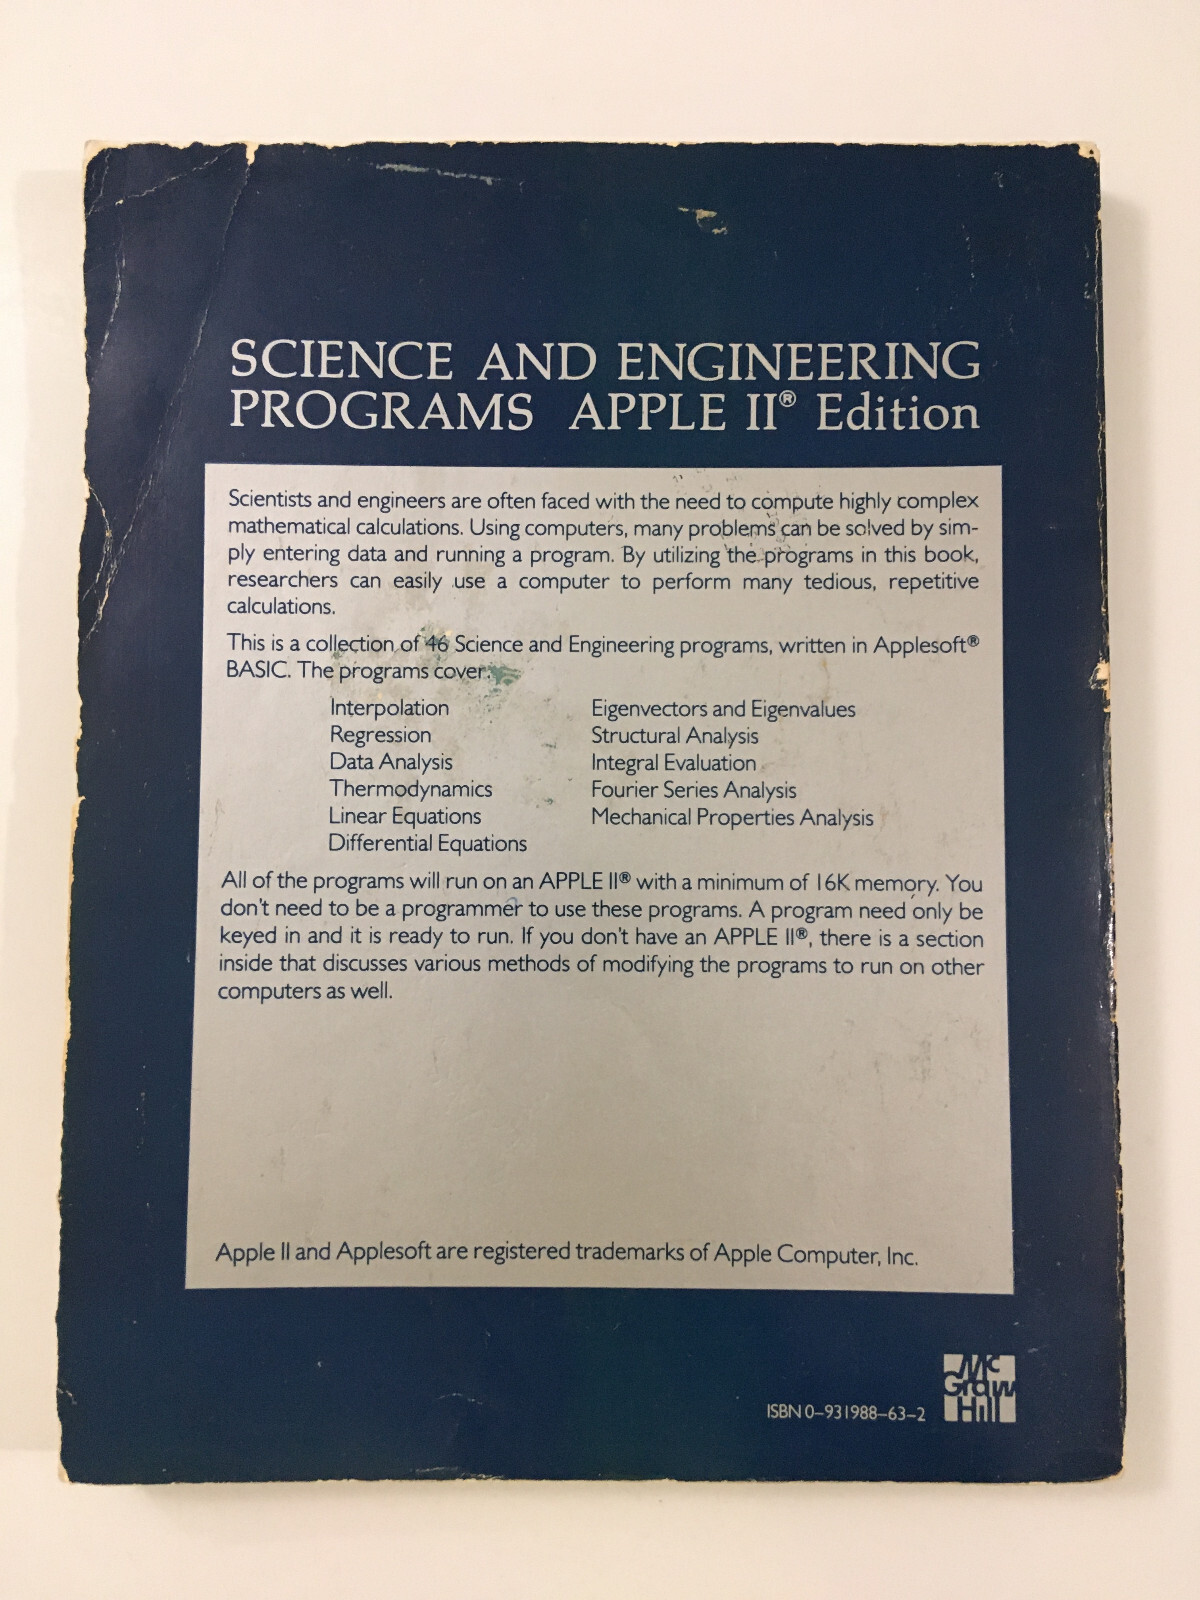 SCIENCE AND ENGINEERING
PROGRAMS APPLE II® Edition
Scientists and engineers are often faced with the need to compute highly complex
mathematical calculations. Using computers, many problems can be solved by sim-
ply entering data and running a program. By utilizing the programs in this book,
researchers can easily use a computer to perform many tedious, repetitive
calculations.
This is a collection of 46 Science and Engineering programs, written in Applesoft®
BASIC. The programs cover:
Interpolation
Regression
Data Analysis
Thermodynamics
Linear Equations
Differential Equations
Eigenvectors and Eigenvalues
Structural Analysis
Integral Evaluation
Fourier Series Analysis
Mechanical Properties Analysis
All of the programs will run on an APPLE II® with a minimum of 16K memory. You
don't need to be a programmer to use these programs. A program need only be
keyed in and it is ready to run. If you don't have an APPLE II®, there is a section
inside that discusses various methods of modifying the programs to run on other
computers as well.
Apple II and Applesoft are registered trademarks of Apple Computer, Inc.
ISBN 0-931988-63-2
Mc
Graw
Hill